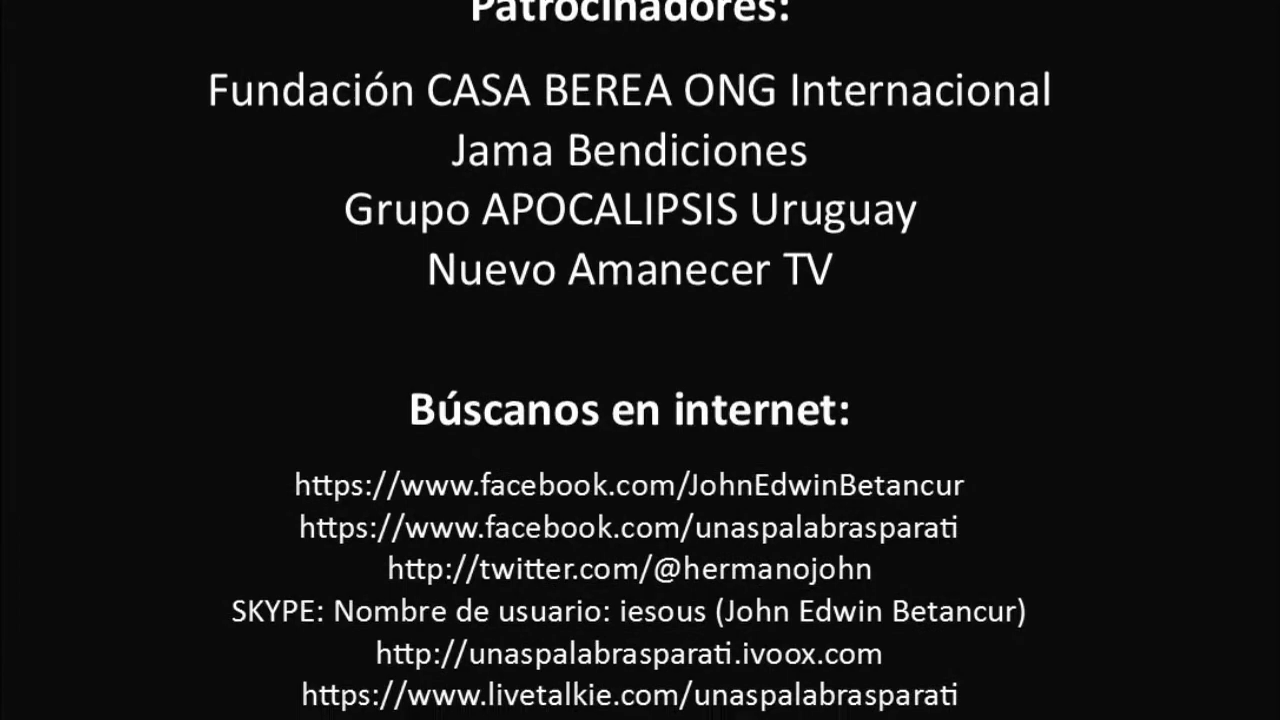 Patrocinadores:
Fundación CASA BEREA ONG Internacional
Jama Bendiciones
Grupo APOCALIPSIS Uruguay
Nuevo Amanecer TV
Búscanos en internet:
https://www.facebook.com/JohnEdwinBetancur
https://www.facebook.com/unaspalabrasparati
http://twitter.com/@hermanojohn
SKYPE: Nombre de usuario: iesous (John Edwin Betancur)
http://unaspalabrasparati.ivoox.com
https://www.livetalkie.com/unaspalabrasparati